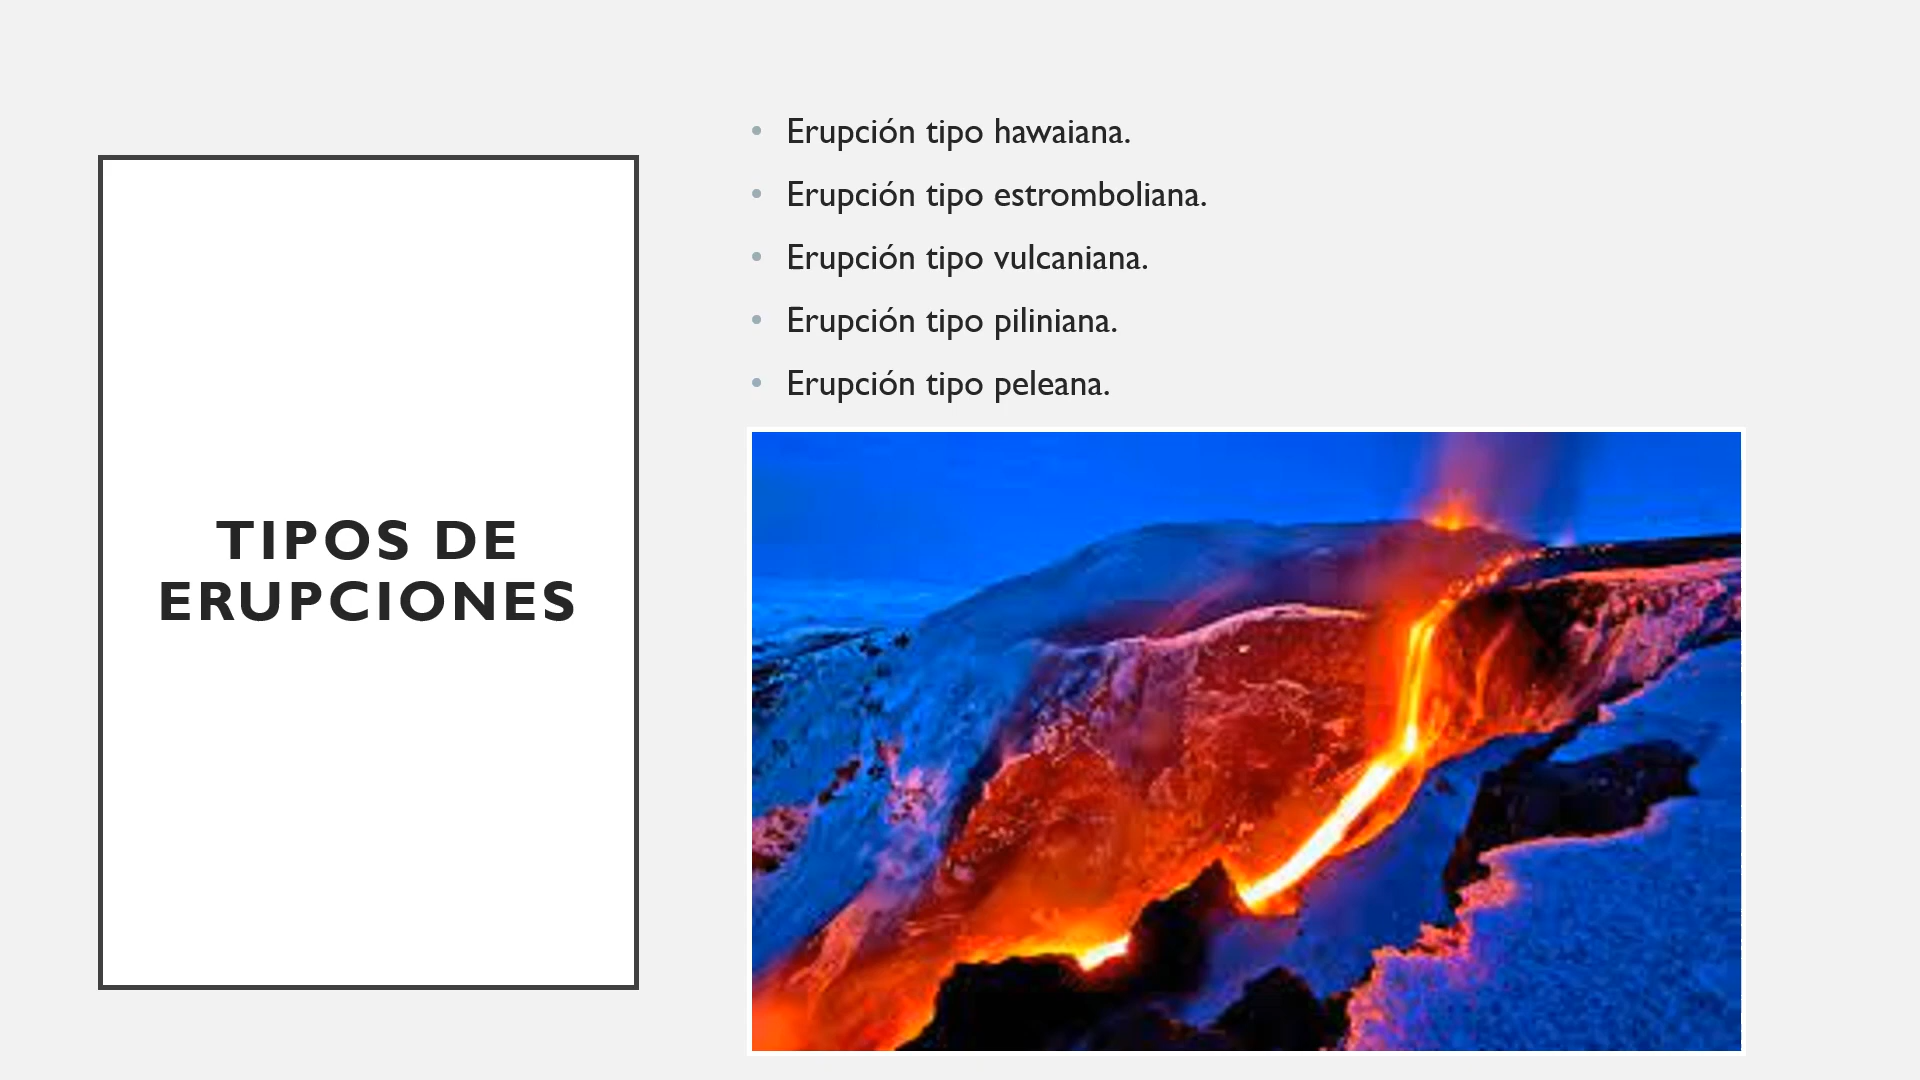 TIPOS DE
ERUPCIONES
• Erupción tipo hawaiana.
• Erupción tipo estromboliana.
• Erupción tipo vulcaniana.
• Erupción tipo piliniana.
• Erupción tipo peleana.